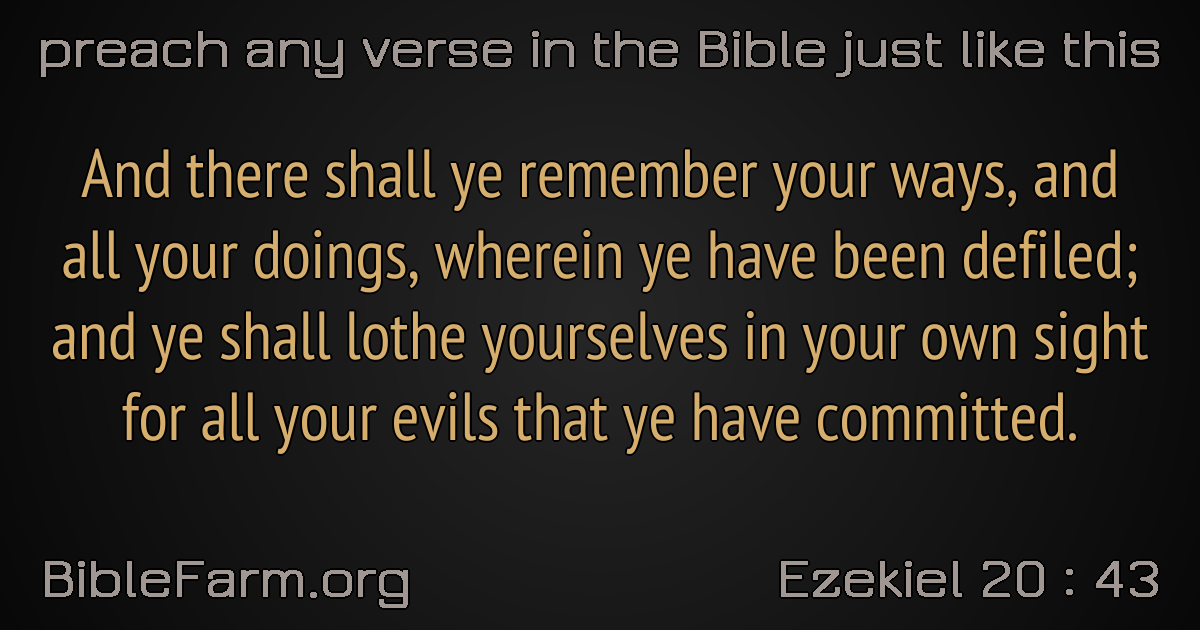 preach any verse in the Bible just like this
And there shall ye remember your ways, and
all your doings, wherein ye have been defiled;
and ye shall lothe yourselves in your own sight
for all your evils that ye have committed.
BibleFarm.org
Ezekiel 20 : 43